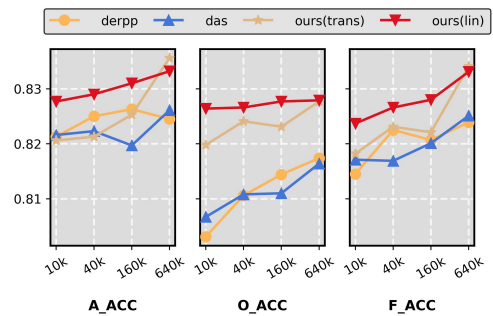 derpp das ours(trans) ours(lin)
0.83
0.82
0.81
10k 40k 160k 640k 10k 40k 160k 640k 10k 40k 160k 640k
A_ACC O_ACC F_ACC